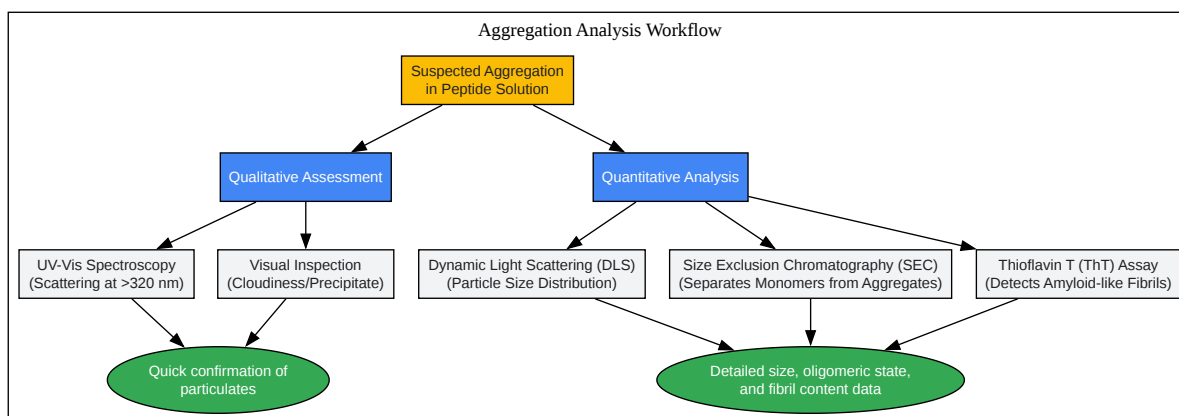 Aggregation Analysis Workflow
Suspected Aggregation
in Peptide Solution
Qualitative Assessment
Quantitative Analysis
UV-Vis Spectroscopy
(Scattering at >320 nm)
Visual Inspection
(Cloudiness/Precipitate)
Dynamic Light Scattering (DLS)
(Particle Size Distribution)
Size Exclusion Chromatography (SEC)
(Separates Monomers from Aggregates)
Thioflavin T (ThT) Assay
(Detects Amyloid-like Fibrils)
Quick confirmation of
particulates
Detailed size, oligomeric state,
and fibril content data